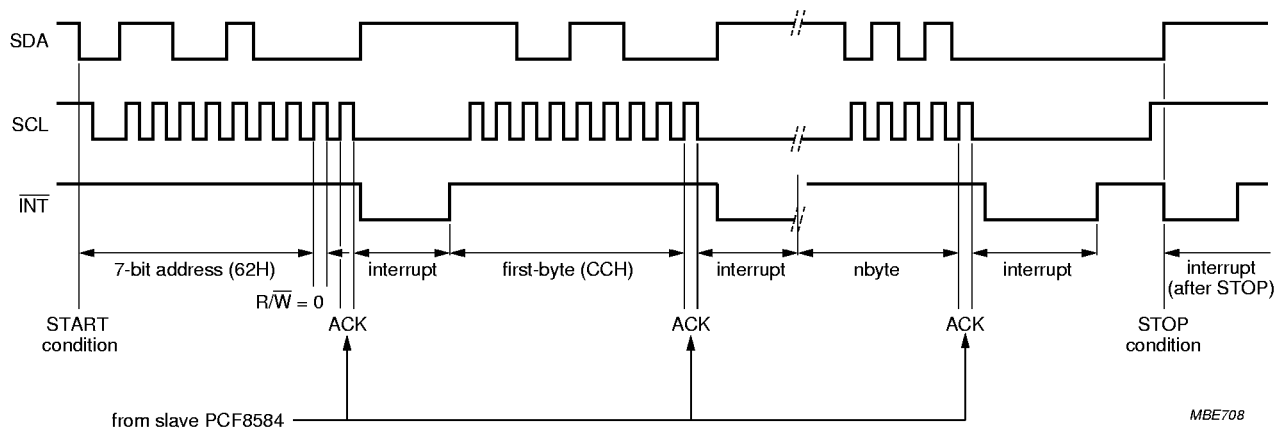 SDA
SCL
INT
7-bit address (62H)
interrupt
first-byte (CCH)
interrupt
nbyte
interrupt
interrupt
(after STOP)
R/W = 0
START
condition
ACK
ACK
ACK
STOP
condition
from slave PCF8584
MBE708